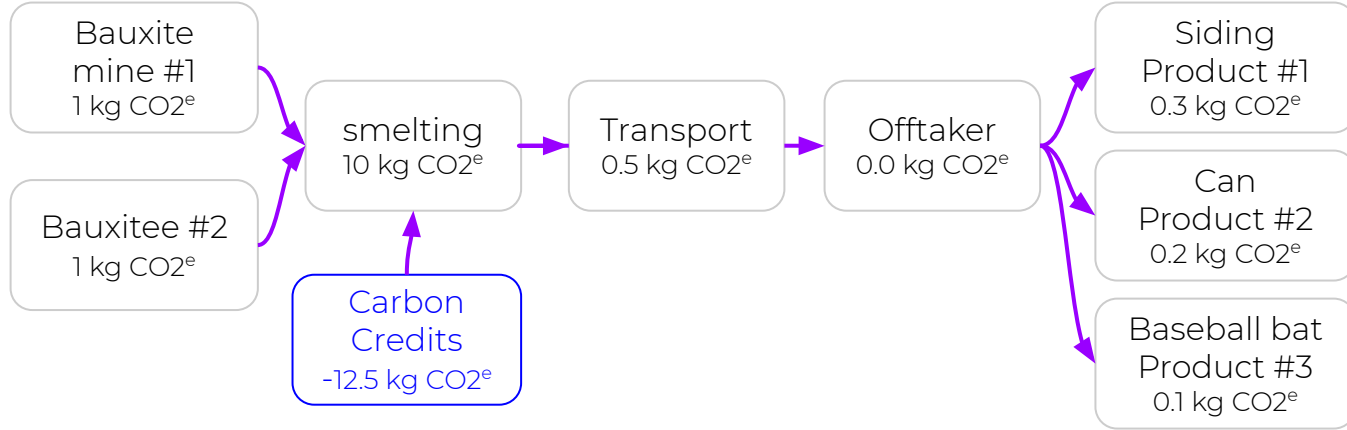 Bauxite
mine #1
1 kg CO2ᵉ
Bauxitee #2
1 kg CO2ᵉ
smelting
10 kg CO2ᵉ
Carbon
Credits
-12.5 kg CO2ᵉ
Transport
0.5 kg CO2ᵉ
Offtaker
0.0 kg CO2ᵉ
Siding
Product #1
0.3 kg CO2ᵉ
Can
Product #2
0.2 kg CO2ᵉ
Baseball bat
Product #3
0.1 kg CO2ᵉ